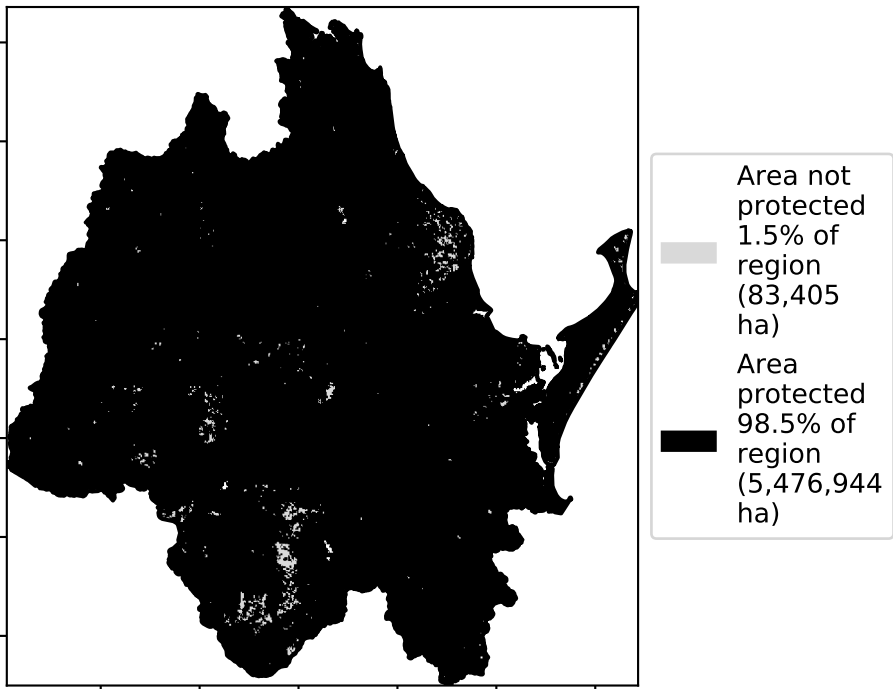 Area not
protected
1.5% of
region
(83,405
ha)
Area
protected
98.5% of
region
(5,476,944
ha)